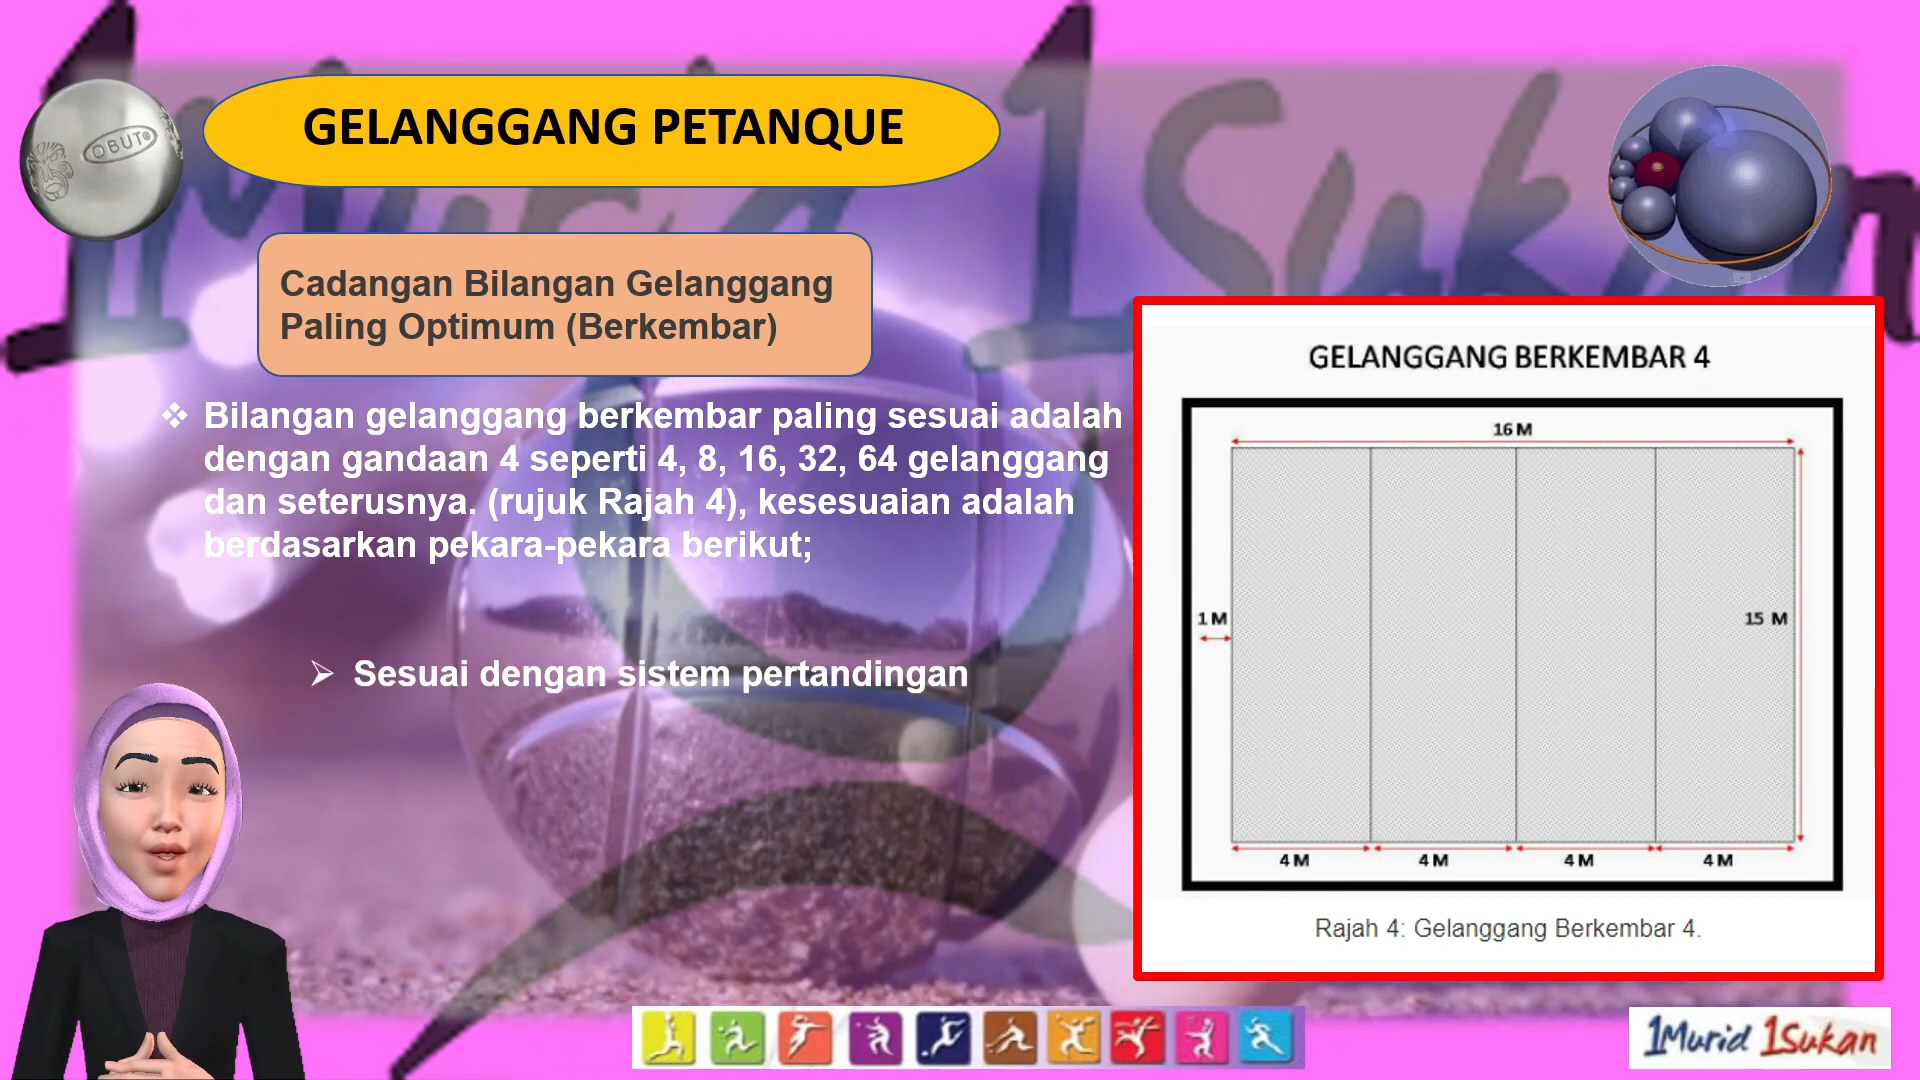 1Murid 1Sukan
OBUT
GELANGGANG PETANQUE
Cadangan Bilangan Gelanggang
Paling Optimum (Berkembar)
❖ Bilangan gelanggang berkembar paling sesuai adalah
dengan gandaan 4 seperti 4, 8, 16, 32, 64 gelanggang
dan seterusnya. (rujuk Rajah 4), kesesuaian adalah
berdasarkan pekara-pekara berikut;
➢ Sesuai dengan sistem pertandingan
GELANGGANG BERKEMBAR 4
16 M
1 M
15 M
4 M 4 M 4 M 4 M
Rajah 4: Gelanggang Berkembar 4.
1Murid 1Sukan